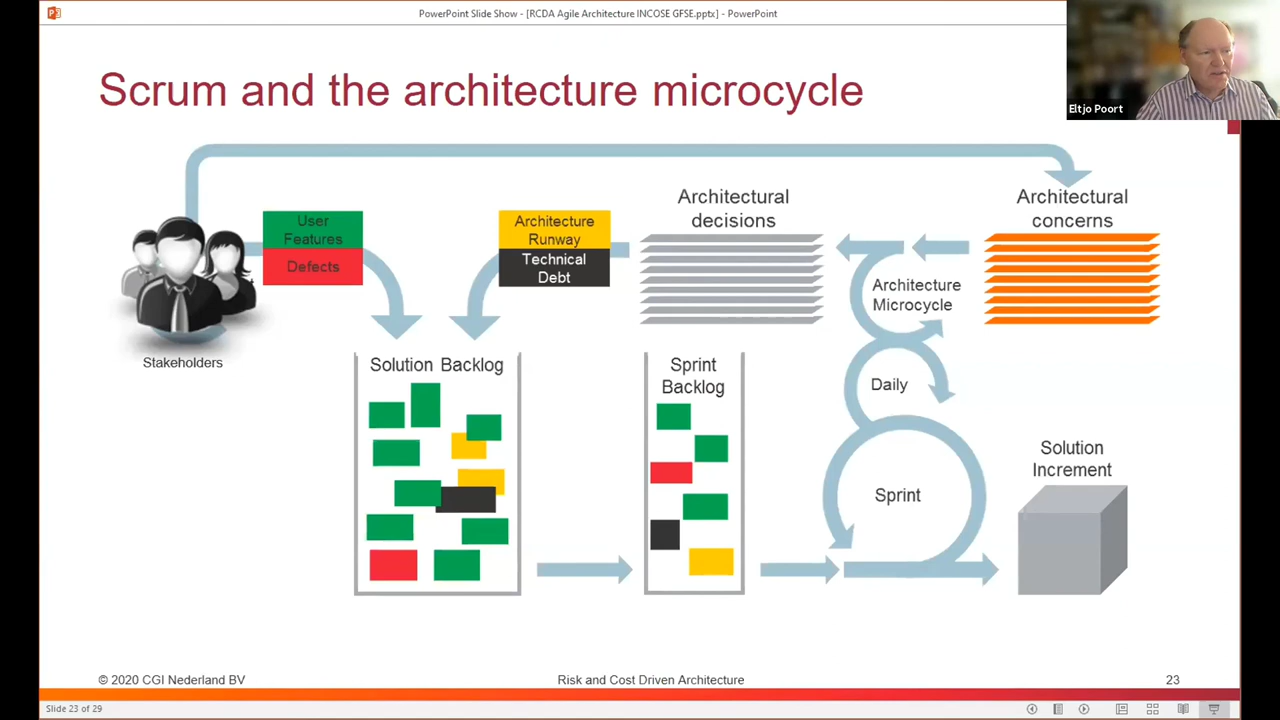 PowerPoint Slide Show - [RCDA Agile Architecture INCOSE GFSE.pptx] - PowerPoint
Eltjo Poort
Scrum and the architecture microcycle
User
Features
Defects
Architecture
Runway
Technical
Debt
Architectural
decisions
Architectural
concerns
Architecture
Microcycle
Stakeholders
Solution Backlog
Sprint
Backlog
Daily
Sprint
Solution
Increment
© 2020 CGI Nederland BV
Risk and Cost Driven Architecture
23
Slide 23 of 29